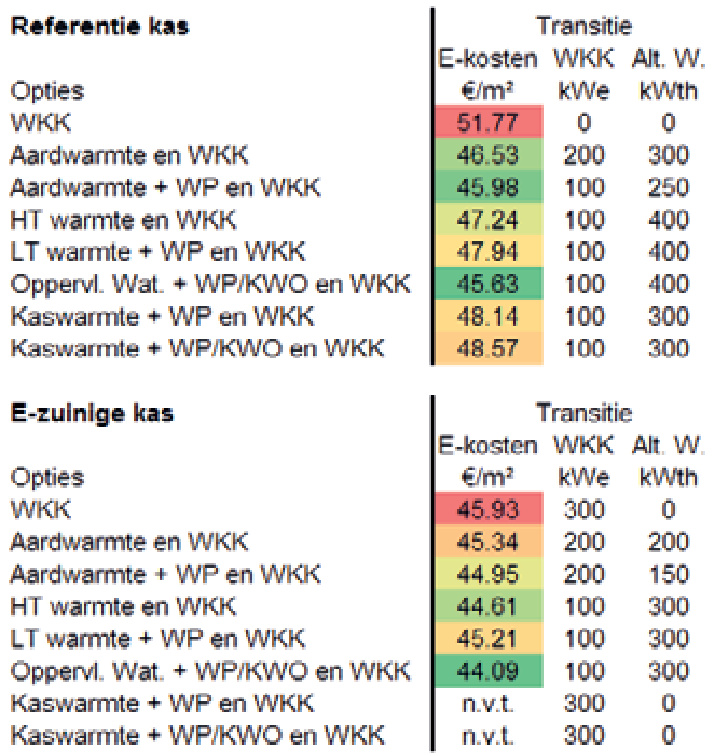 Referentie kas Transitie
E-kosten WKK Alt. W.
Opties €/m² kWe kWth
WKK 51.77 0 0
Aardwarmte en WKK 46.53 200 300
Aardwarmte + WP en WKK 45.98 100 250
HT warmte en WKK 47.24 100 400
LT warmte + WP en WKK 47.94 100 400
Oppervl. Wat. + WP/KWO en WKK 45.63 100 400
Kaswarmte + WP en WKK 48.14 100 300
Kaswarmte + WP/KWO en WKK 48.57 100 300
E-zuinige kas Transitie
E-kosten WKK Alt. W.
Opties €/m² kWe kWth
WKK 45.93 300 0
Aardwarmte en WKK 45.34 200 200
Aardwarmte + WP en WKK 44.95 200 150
HT warmte en WKK 44.61 100 300
LT warmte + WP en WKK 45.21 100 300
Oppervl. Wat. + WP/KWO en WKK 44.09 100 300
Kaswarmte + WP en WKK n.v.t. 300 0
Kaswarmte + WP/KWO en WKK n.v.t. 300 0